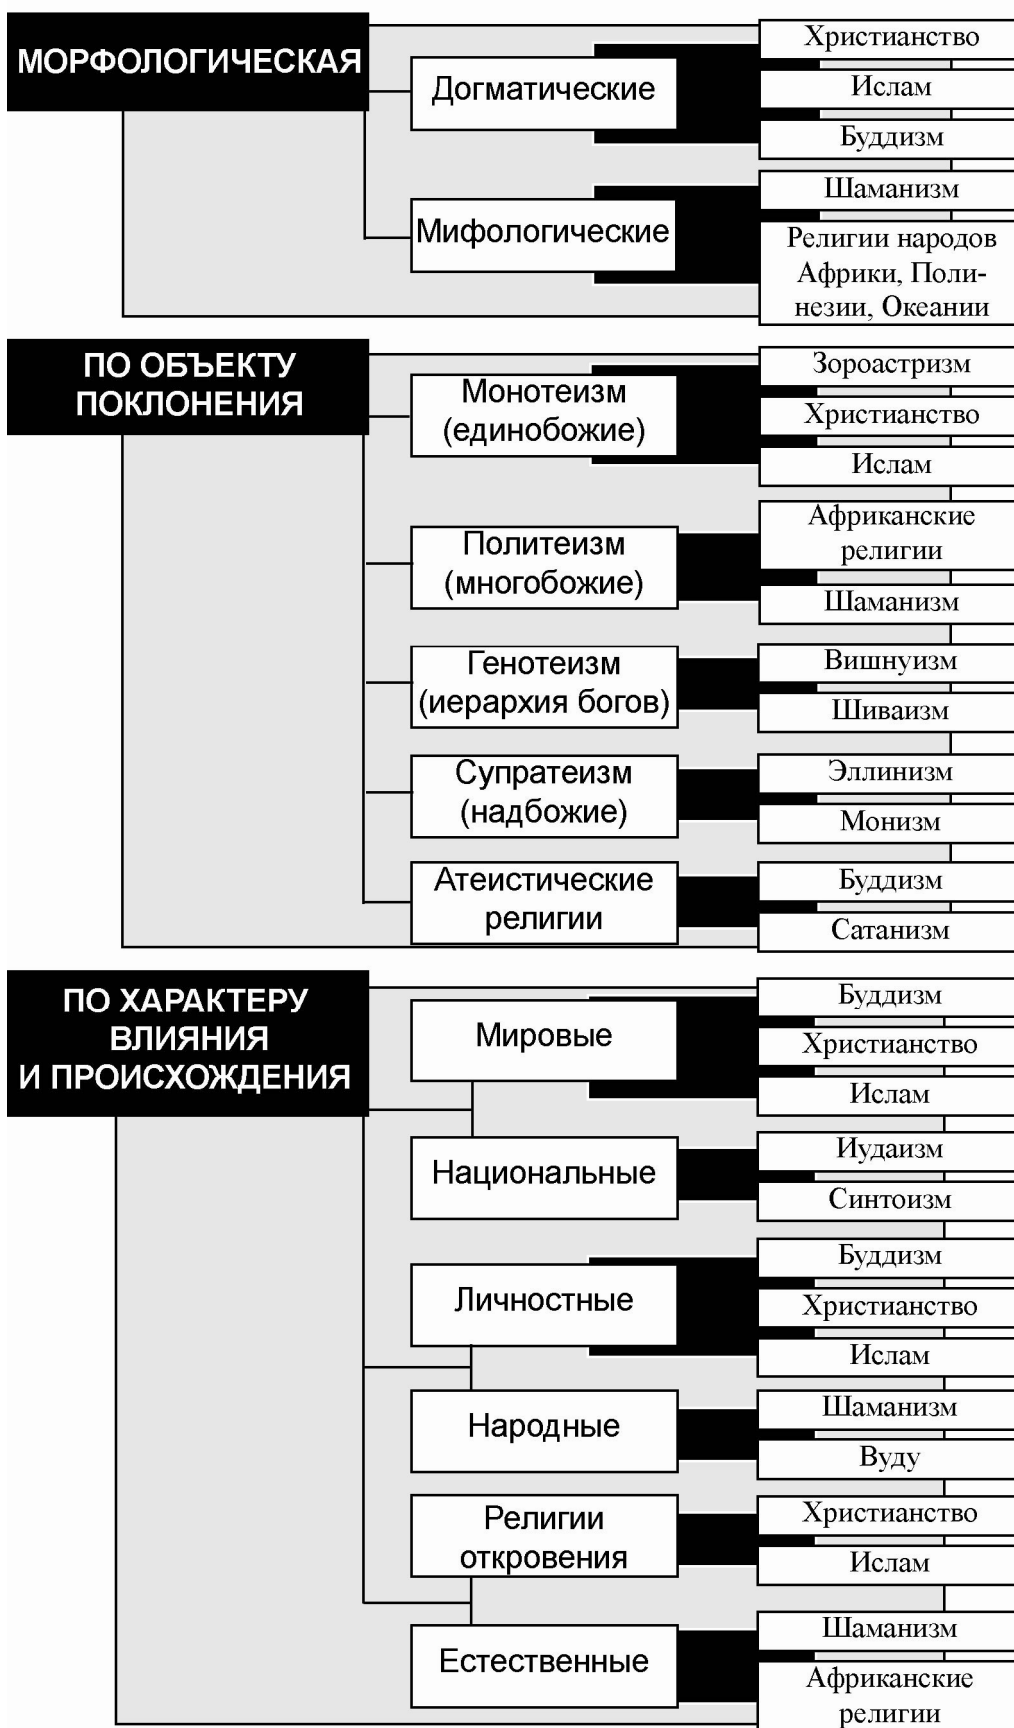 МОРФОЛОГИЧЕСКАЯ
Догматические
Христианство
Ислам
Буддизм
Мифологические
Шаманизм
Религии народов
Африки, Поли-
незии, Океании
ПО ОБЪЕКТУ
ПОКЛОНЕНИЯ
Монотеизм
(единобожие)
Зороастризм
Христианство
Ислам
Политеизм
(многобожие)
Африканские
религии
Шаманизм
Генотеизм
(иерархия богов)
Вишнуизм
Шиваизм
Супратеизм
(надбожие)
Эллинизм
Монизм
Атеистические
религии
Буддизм
Сатанизм
ПО ХАРАКТЕРУ
ВЛИЯНИЯ
И ПРОИСХОЖДЕНИЯ
Мировые
Буддизм
Христианство
Ислам
Национальные
Иудаизм
Синтоизм
Личностные
Буддизм
Христианство
Ислам
Народные
Шаманизм
Вуду
Религии
откровения
Христианство
Ислам
Естественные
Шаманизм
Африканские
религии